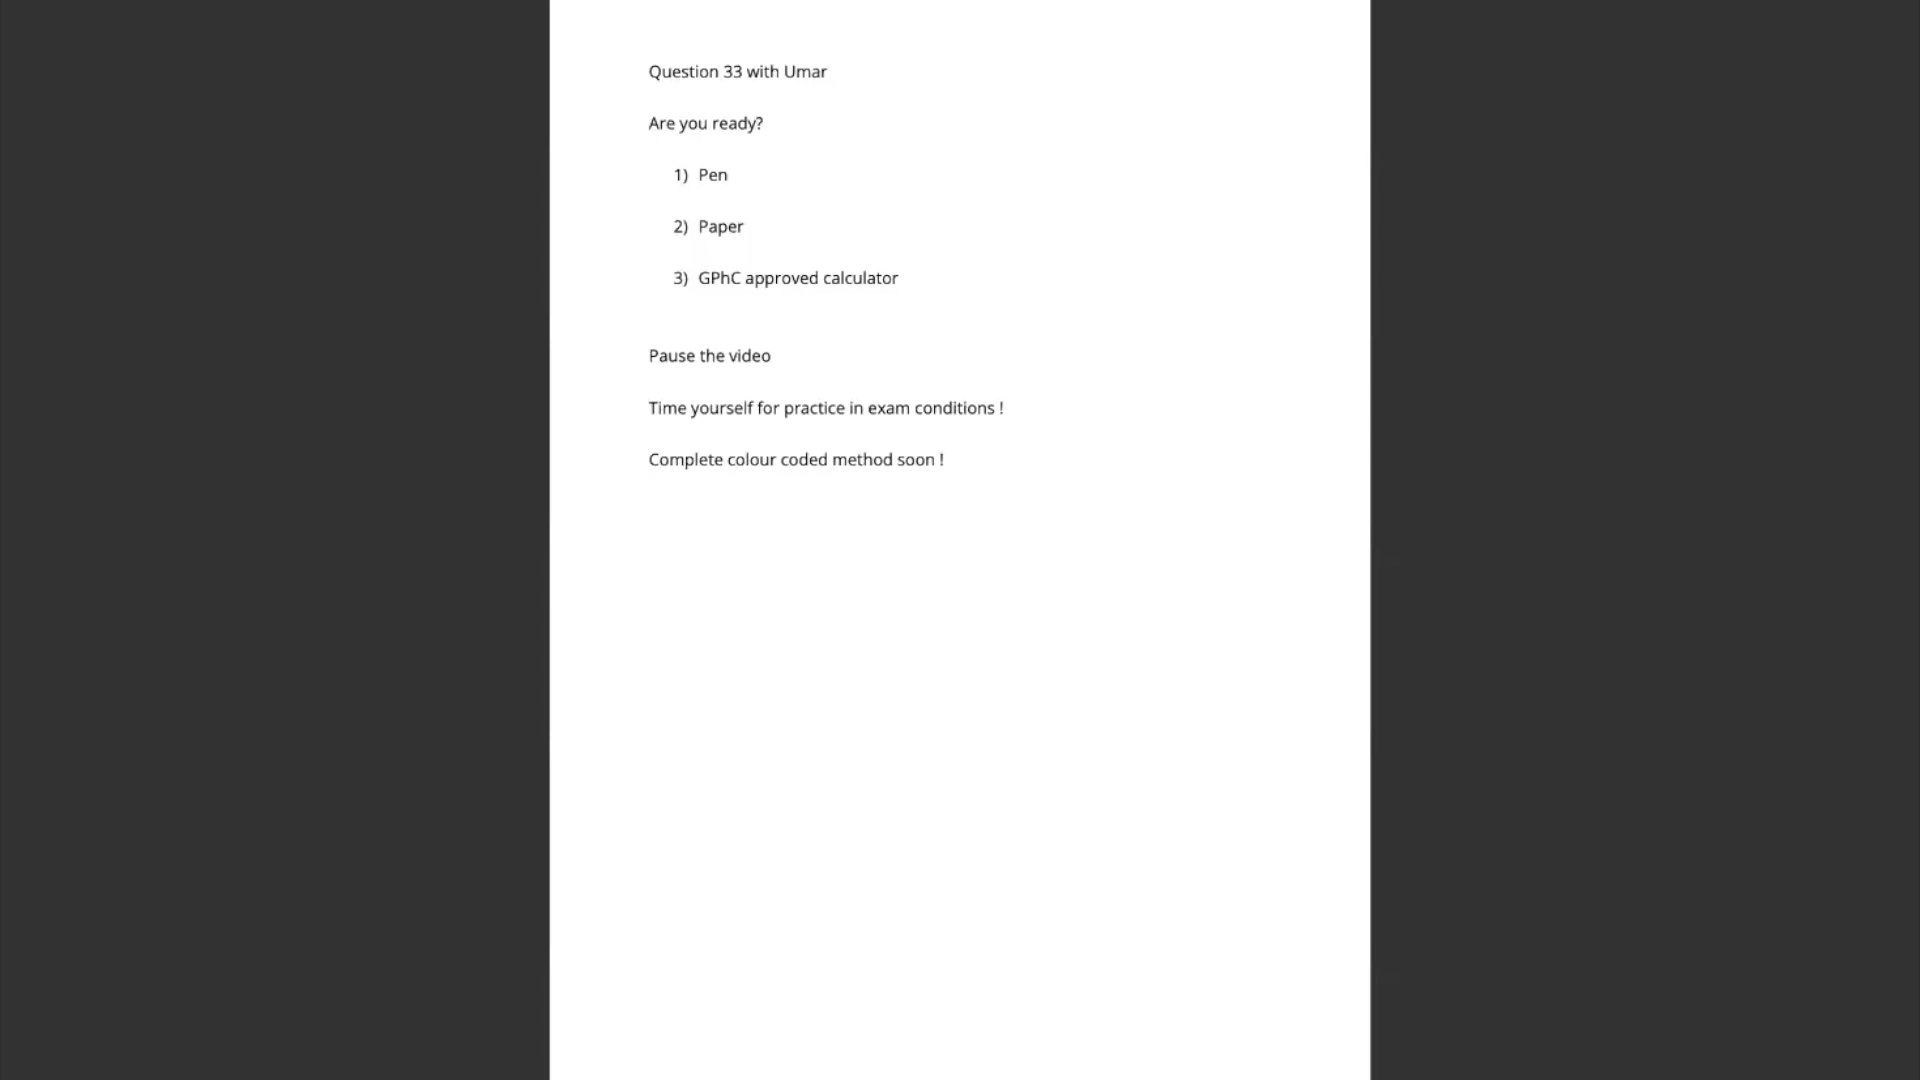 Question 33 with Umar
Are you ready?
1) Pen
2) Paper
3) GPhC approved calculator
Pause the video
Time yourself for practice in exam conditions !
Complete colour coded method soon !